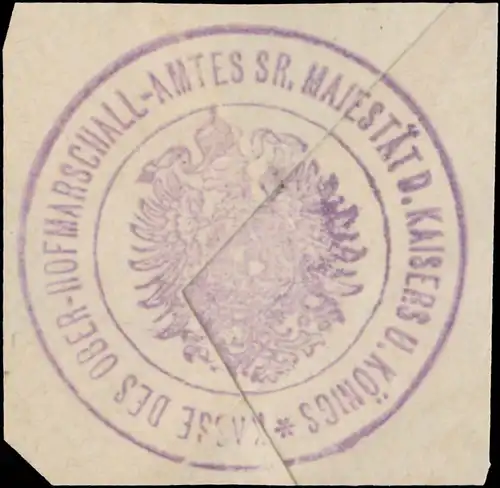 KASSE DES OBER-HOFMARSCHALL-AMTES SR. MAJESTÄT D. KAISERS U. KÖNIGS *